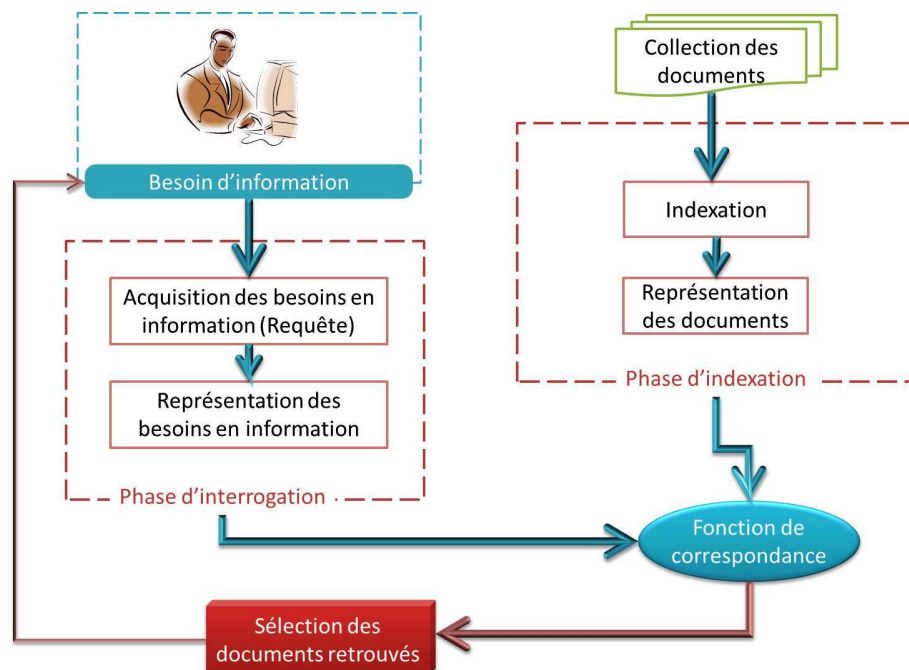 Collection des
documents
Besoin d'information
Indexation
Acquisition des besoins en
information (Requête)
Représentation
des documents
Phase d'indexation
Représentation des
besoins en information
Phase d'interrogation
Fonction de
correspondance
Sélection des
documents retrouvés